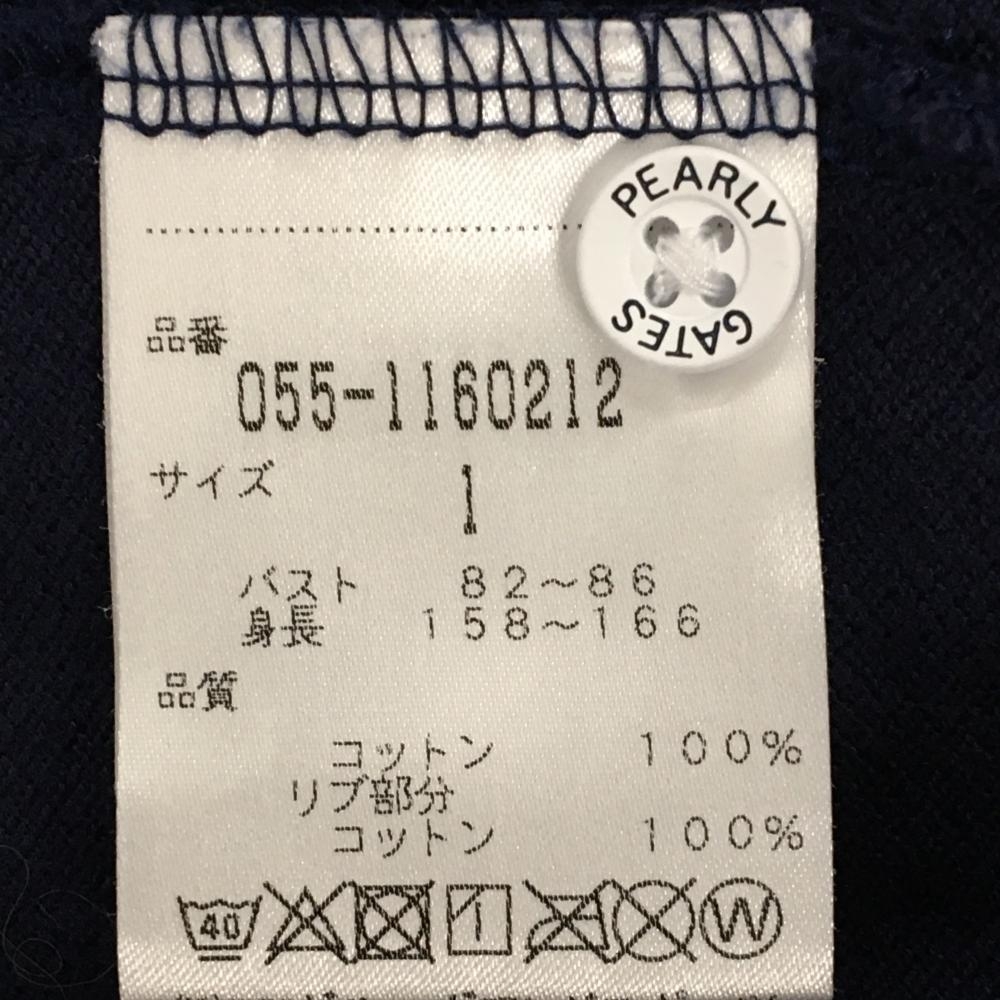 PEARLY
GATES
品番
055-1160212
サイズ
1
バスト 82～86
身長 158～166
品質
コットン 100%
リブ部分
コットン 100%
40
W